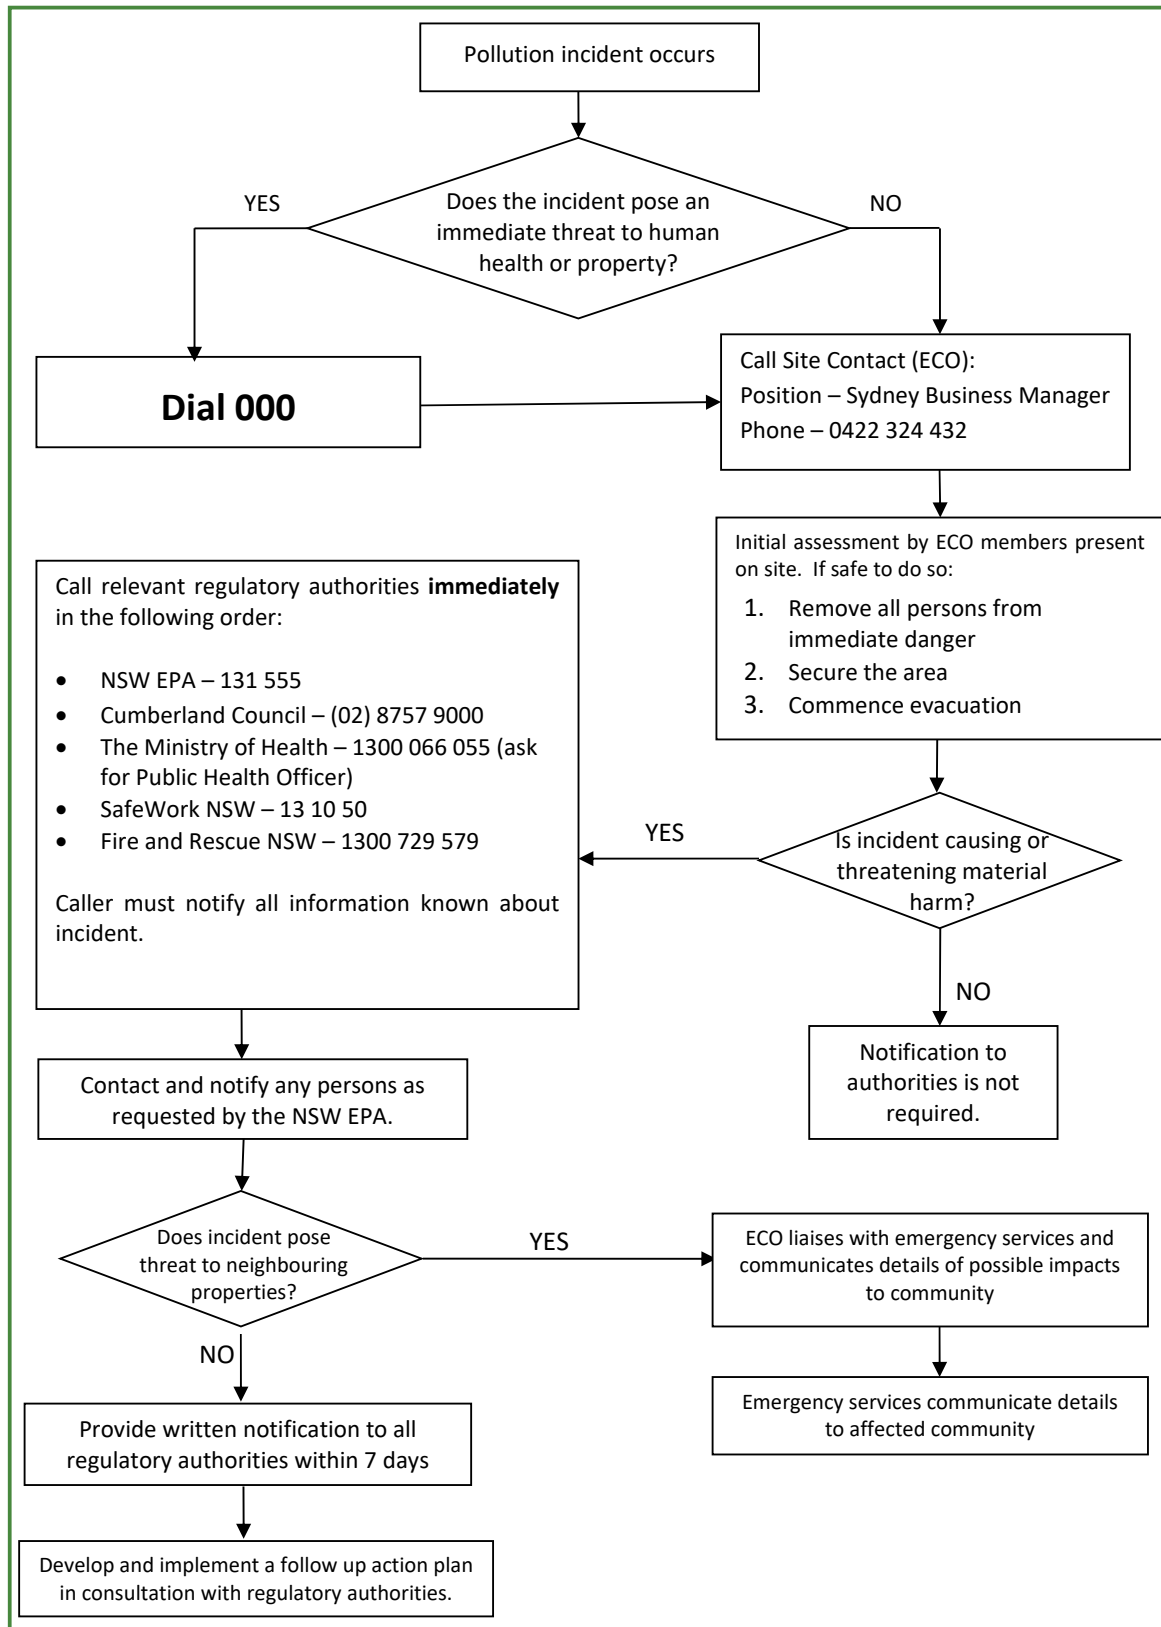 Pollution incident occurs
Does the incident pose an
immediate threat to human
health or property?
YES
NO
Dial 000
Call Site Contact (ECO):
Position – Sydney Business Manager
Phone – 0422 324 432
Initial assessment by ECO members present
on site. If safe to do so:
1. Remove all persons from
immediate danger
2. Secure the area
3. Commence evacuation
Is incident causing or
threatening material
harm?
YES
NO
Call relevant regulatory authorities immediately
in the following order:
• NSW EPA – 131 555
• Cumberland Council – (02) 8757 9000
• The Ministry of Health – 1300 066 055 (ask
for Public Health Officer)
• SafeWork NSW – 13 10 50
• Fire and Rescue NSW – 1300 729 579
Caller must notify all information known about
incident.
Notification to
authorities is not
required.
Contact and notify any persons as
requested by the NSW EPA.
Does incident pose
threat to neighbouring
properties?
YES
NO
ECO liaises with emergency services and
communicates details of possible impacts
to community
Emergency services communicate details
to affected community
Provide written notification to all
regulatory authorities within 7 days
Develop and implement a follow up action plan
in consultation with regulatory authorities.